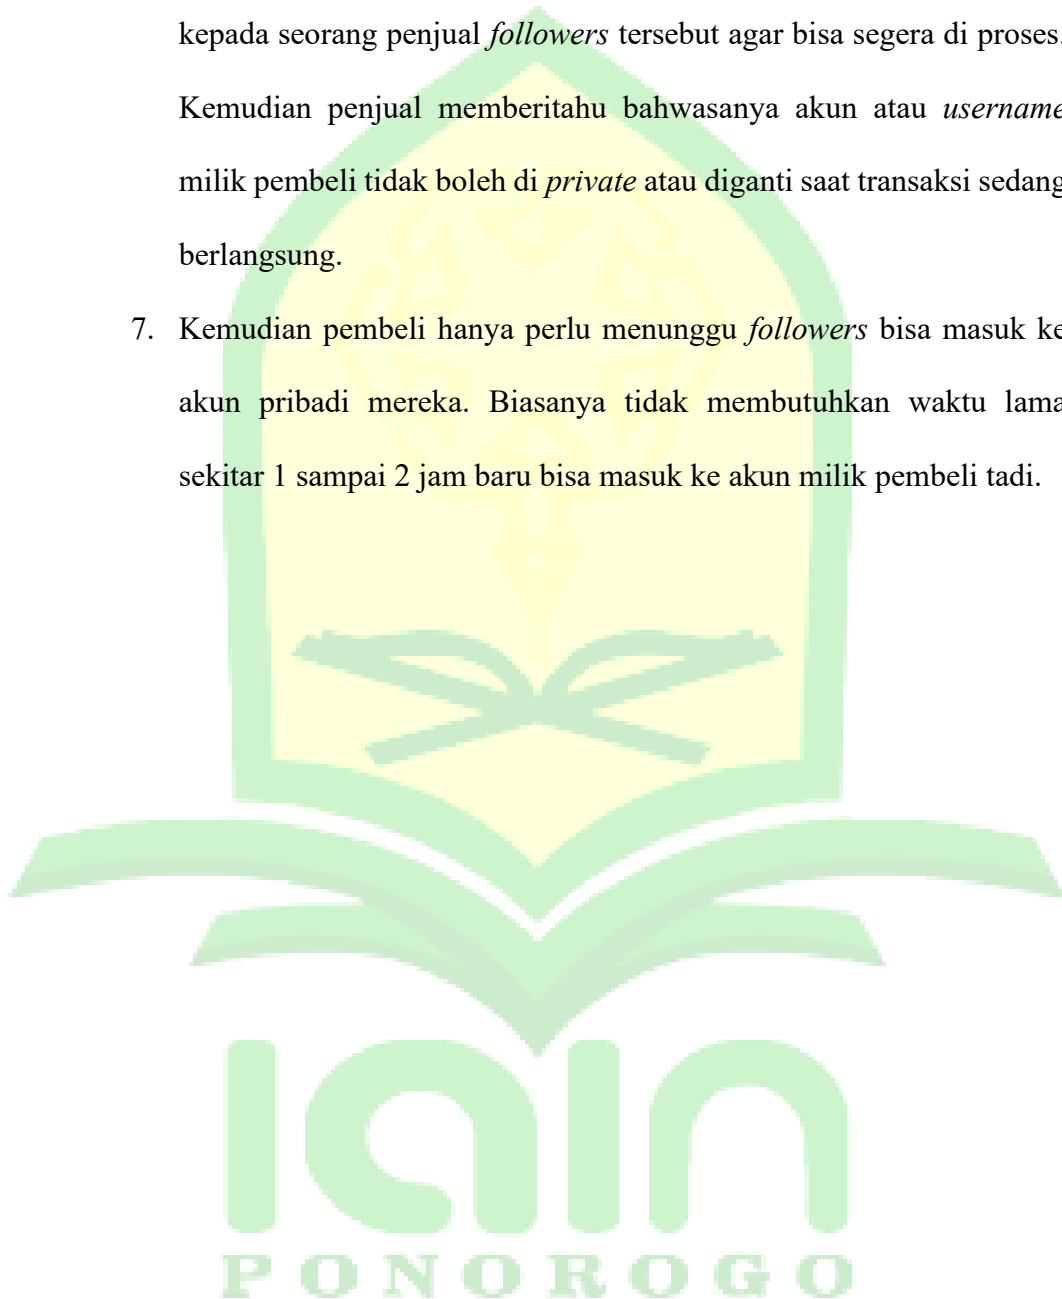 kepada seorang penjual followers tersebut agar bisa segera di proses.
Kemudian penjual memberitahu bahwasanya akun atau username
milik pembeli tidak boleh di private atau diganti saat transaksi sedang
berlangsung.
7. Kemudian pembeli hanya perlu menunggu followers bisa masuk ke
akun pribadi mereka. Biasanya tidak membutuhkan waktu lama
sekitar 1 sampai 2 jam baru bisa masuk ke akun milik pembeli tadi.
iain
PONOROGO